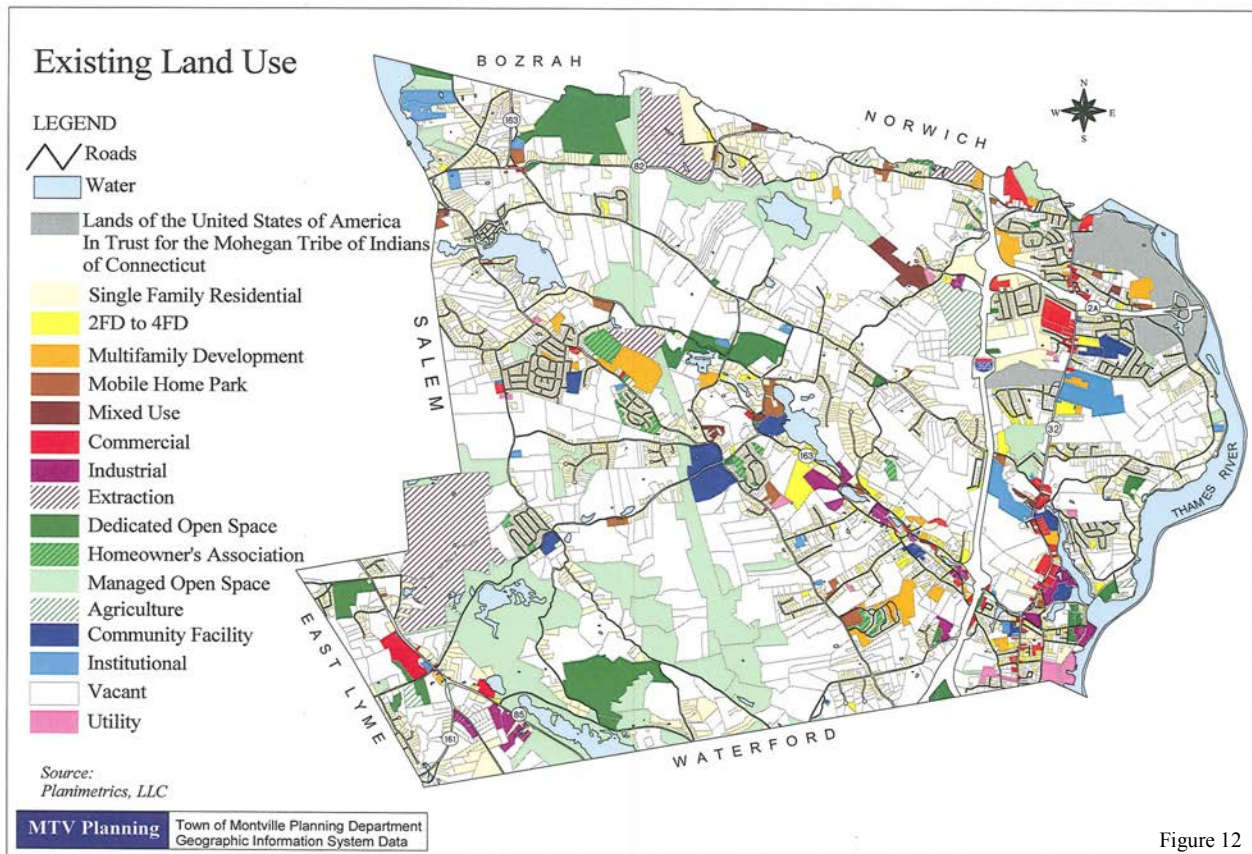 Existing Land Use
LEGEND
Roads
Water
Lands of the United States of America
In Trust for the Mohegan Tribe of Indians
of Connecticut
Single Family Residential
2FD to 4FD
Multifamily Development
Mobile Home Park
Mixed Use
Commercial
Industrial
Extraction
Dedicated Open Space
Homeowner's Association
Managed Open Space
Agriculture
Community Facility
Institutional
Vacant
Utility
Source:
Planimetrics, LLC
MTV Planning
Town of Montville Planning Department
Geographic Information System Data
BOZRAH
NORWICH
N
W E
S
163
82
2A
395
SALEM
32
163
THAMES RIVER
EAST LYME
85
161
WATERFORD
Figure 12